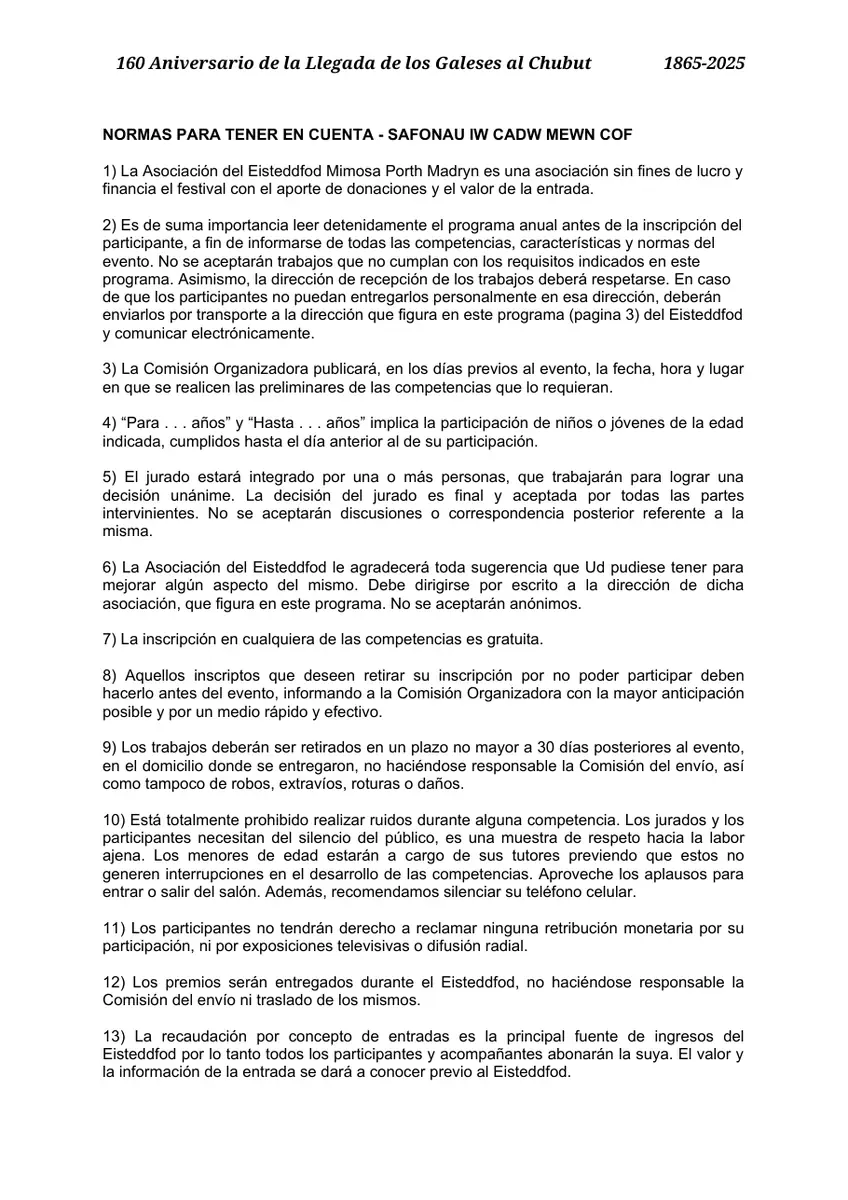 160 Aniversario de la Llegada de los Galeses al Chubut 1865-2025
NORMAS PARA TENER EN CUENTA - SAFONAU IW CADW MEWN COF
1) La Asociación del Eisteddfod Mimosa Porth Madryn es una asociación sin fines de lucro y
financia el festival con el aporte de donaciones y el valor de la entrada.
2) Es de suma importancia leer detenidamente el programa anual antes de la inscripción del
participante, a fin de informarse de todas las competencias, características y normas del
evento. No se aceptarán trabajos que no cumplan con los requisitos indicados en este
programa. Asimismo, la dirección de recepción de los trabajos deberá respetarse. En caso
de que los participantes no puedan entregarlos personalmente en esa dirección, deberán
enviarlos por transporte a la dirección que figura en este programa (pagina 3) del Eisteddfod
y comunicar electrónicamente.
3) La Comisión Organizadora publicará, en los días previos al evento, la fecha, hora y lugar
en que se realicen las preliminares de las competencias que lo requieran.
4) “Para . . . años” y “Hasta . . . años” implica la participación de niños o jóvenes de la edad
indicada, cumplidos hasta el día anterior al de su participación.
5) El jurado estará integrado por una o más personas, que trabajarán para lograr una
decisión unánime. La decisión del jurado es final y aceptada por todas las partes
intervinientes. No se aceptarán discusiones o correspondencia posterior referente a la
misma.
6) La Asociación del Eisteddfod le agradecerá toda sugerencia que Ud pudiese tener para
mejorar algún aspecto del mismo. Debe dirigirse por escrito a la dirección de dicha
asociación, que figura en este programa. No se aceptarán anónimos.
7) La inscripción en cualquiera de las competencias es gratuita.
8) Aquellos inscriptos que deseen retirar su inscripción por no poder participar deben
hacerlo antes del evento, informando a la Comisión Organizadora con la mayor anticipación
posible y por un medio rápido y efectivo.
9) Los trabajos deberán ser retirados en un plazo no mayor a 30 días posteriores al evento,
en el domicilio donde se entregaron, no haciéndose responsable la Comisión del envío, así
como tampoco de robos, extravíos, roturas o daños.
10) Está totalmente prohibido realizar ruidos durante alguna competencia. Los jurados y los
participantes necesitan del silencio del público, es una muestra de respeto hacia la labor
ajena. Los menores de edad estarán a cargo de sus tutores previendo que estos no
generen interrupciones en el desarrollo de las competencias. Aproveche los aplausos para
entrar o salir del salón. Además, recomendamos silenciar su teléfono celular.
11) Los participantes no tendrán derecho a reclamar ninguna retribución monetaria por su
participación, ni por exposiciones televisivas o difusión radial.
12) Los premios serán entregados durante el Eisteddfod, no haciéndose responsable la
Comisión del envío ni traslado de los mismos.
13) La recaudación por concepto de entradas es la principal fuente de ingresos del
Eisteddfod por lo tanto todos los participantes y acompañantes abonarán la suya. El valor y
la información de la entrada se dará a conocer previo al Eisteddfod.